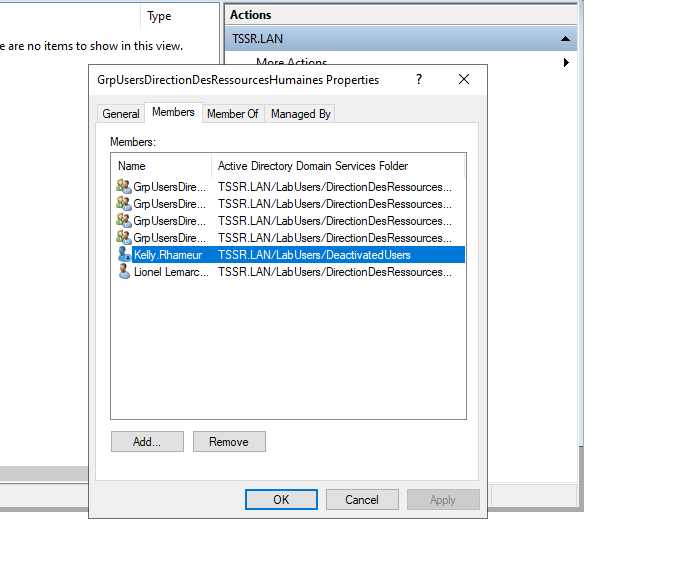 Type
Actions
e are no items to show in this view.
TSSR.LAN
More Actions
GrpUsersDirectionDesRessourcesHumaines Properties ?
General Members Member Of Managed By
Members:
Name Active Directory Domain Services Folder
GrpUsersDire... TSSR.LAN/LabUsers/DirectionDesRessources...
GrpUsersDire... TSSR.LAN/LabUsers/DirectionDesRessources...
GrpUsersDire... TSSR.LAN/LabUsers/DirectionDesRessources...
GrpUsersDire... TSSR.LAN/LabUsers/DirectionDesRessources...
Kelly.Rhameur TSSR.LAN/LabUsers/DeactivatedUsers
Lionel Lemarc... TSSR.LAN/LabUsers/DirectionDesRessources...
Add... Remove
OK Cancel Apply